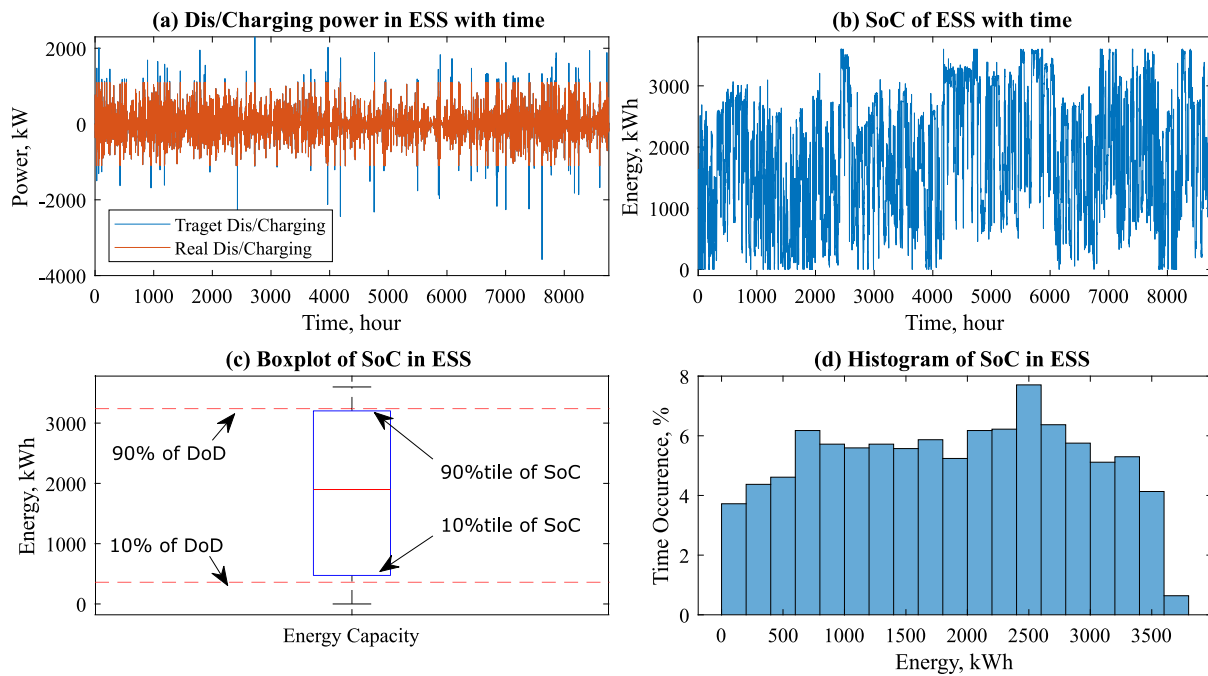 (a) Dis/Charging power in ESS with time
2000
0
-2000
-4000
Power, kW
Traget Dis/Charging
Real Dis/Charging
0 1000 2000 3000 4000 5000 6000 7000 8000
Time, hour
(b) SoC of ESS with time
3000
2000
1000
0
Energy, kWh
0 1000 2000 3000 4000 5000 6000 7000 8000
Time, hour
(c) Boxplot of SoC in ESS
3000
2000
1000
0
Energy, kWh
90% of DoD
90%tile of SoC
10%tile of SoC
10% of DoD
Energy Capacity
(d) Histogram of SoC in ESS
8
6
4
2
0
Time Occurence, %
0 500 1000 1500 2000 2500 3000 3500
Energy, kWh